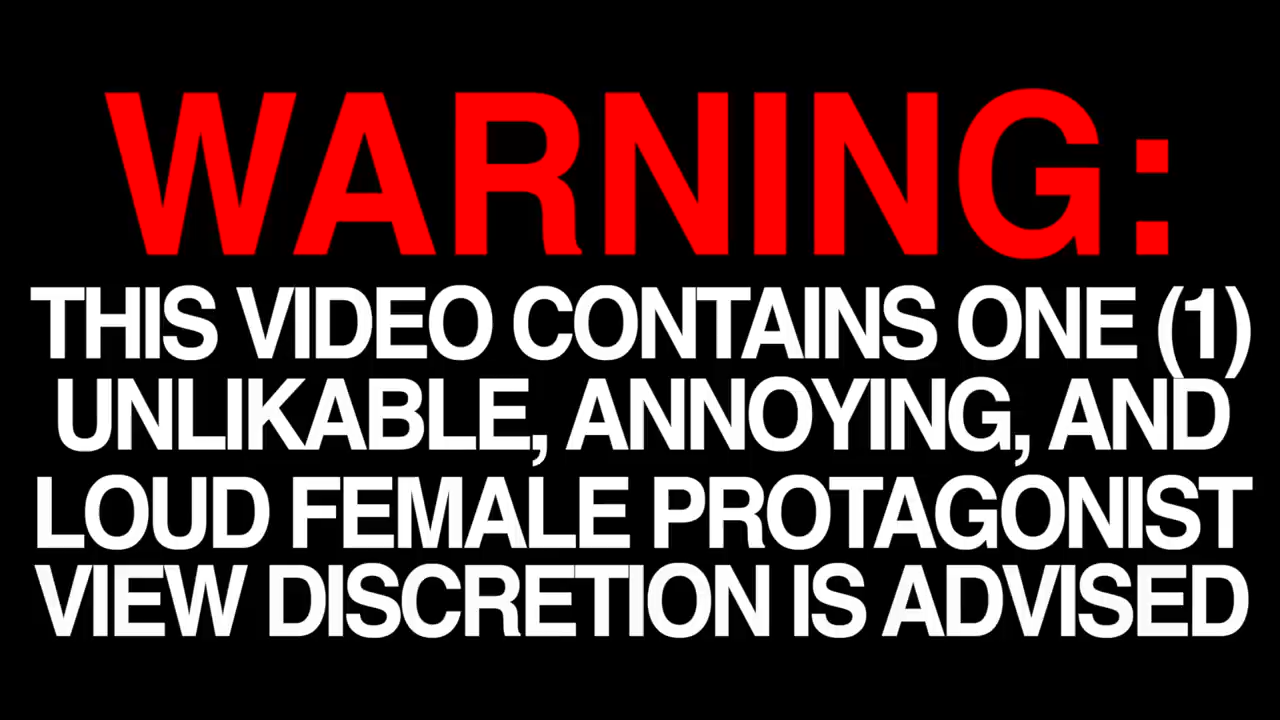 WARNING:
THIS VIDEO CONTAINS ONE (1)
UNLIKABLE, ANNOYING, AND
LOUD FEMALE PROTAGONIST
VIEW DISCRETION IS ADVISED